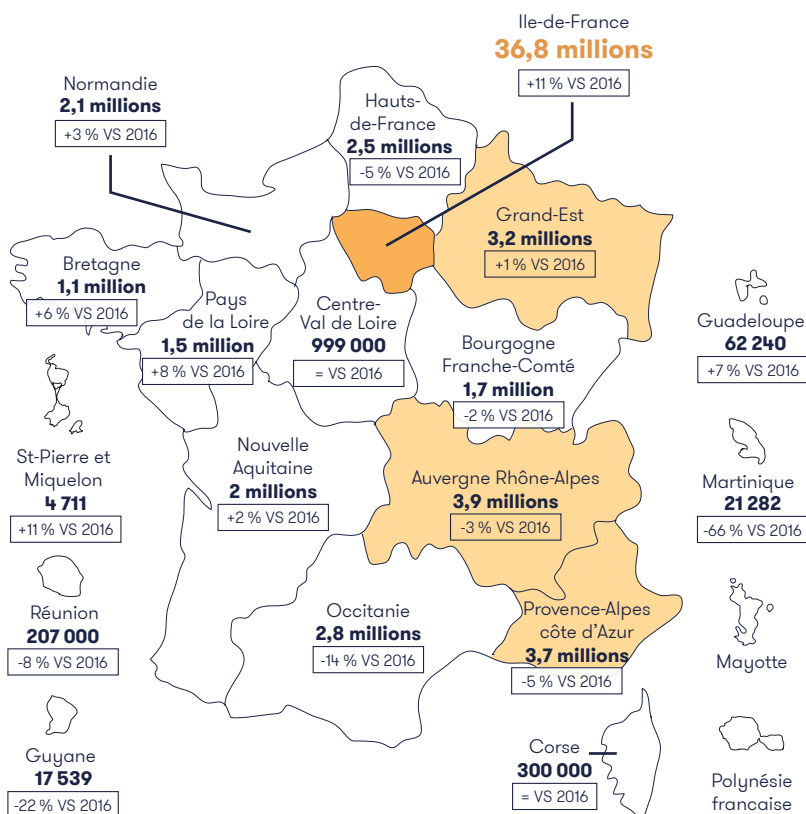 Ile-de-France
36,8 millions
+11 % VS 2016
Normandie
2,1 millions
+3 % VS 2016
Hauts-
de-France
2,5 millions
-5 % VS 2016
Grand-Est
3,2 millions
+1 % VS 2016
Bretagne
1,1 million
+6 % VS 2016
Pays
de la Loire
1,5 million
+8 % VS 2016
Centre-
Val de Loire
999 000
= VS 2016
Bourgogne
Franche-Comté
1,7 million
-2 % VS 2016
Guadeloupe
62 240
+7 % VS 2016
St-Pierre et
Miquelon
4 711
+11 % VS 2016
Nouvelle
Aquitaine
2 millions
+2 % VS 2016
Auvergne Rhône-Alpes
3,9 millions
-3 % VS 2016
Martinique
21 282
-66 % VS 2016
Réunion
207 000
-8 % VS 2016
Occitanie
2,8 millions
-14 % VS 2016
Provence-Alpes
côte d'Azur
3,7 millions
-5 % VS 2016
Mayotte
Guyane
17 539
-22 % VS 2016
Corse
300 000
= VS 2016
Polynésie
francaise